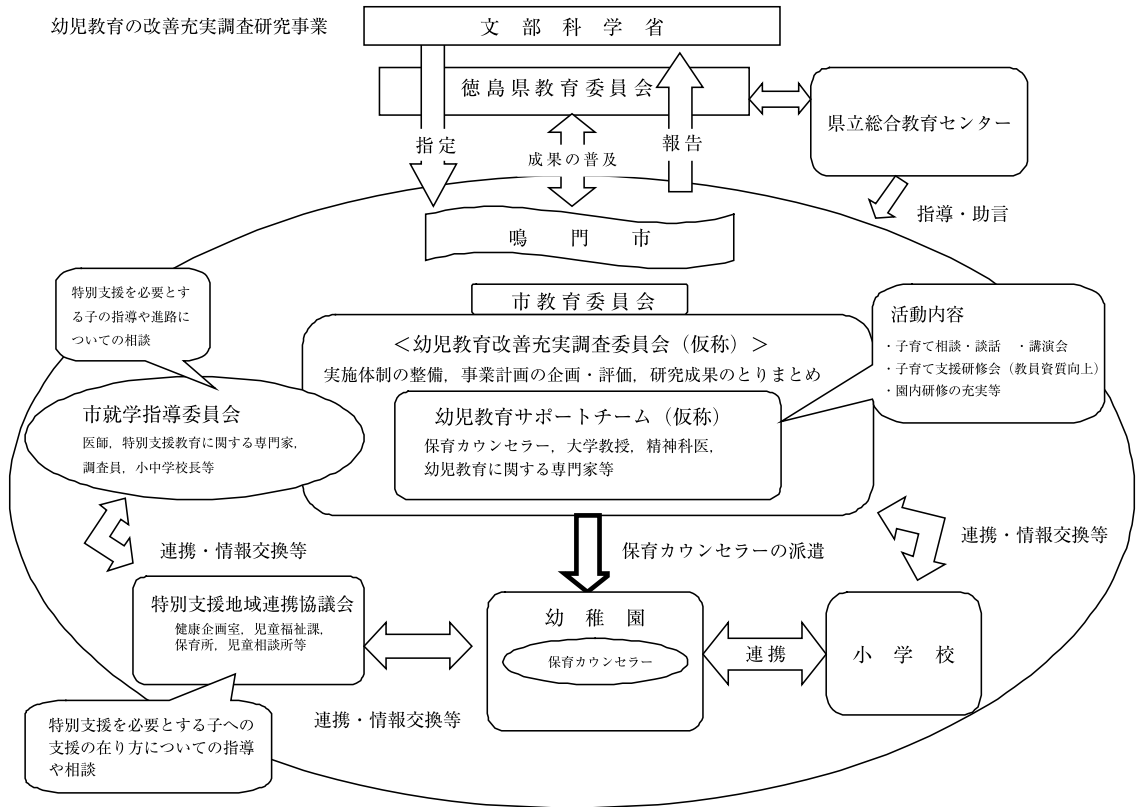 幼児教育の改善充実調査研究事業
文部科学省
徳島県教育委員会
県立総合教育センター
指定
成果の普及
報告
指導・助言
鳴門市
市教育委員会
特別支援を必要とす
る子の指導や進路に
ついての相談
活動内容
・子育て相談・談話 ・講演会
・子育て支援研修会（教員資質向上）
・園内研修の充実等
＜幼児教育改善充実調査委員会（仮称）＞
実施体制の整備，事業計画の企画・評価，研究成果のとりまとめ
幼児教育サポートチーム（仮称）
保育カウンセラー，大学教授，精神科医，
幼児教育に関する専門家等
市就学指導委員会
医師，特別支援教育に関する専門家，
調査員，小中学校長等
連携・情報交換等
保育カウンセラーの派遣
連携・情報交換等
特別支援地域連携協議会
健康企画室，児童福祉課，
保育所，児童相談所等
幼稚園
保育カウンセラー
連携
小学校
連携・情報交換等
特別支援を必要とする子への
支援の在り方についての指導
や相談